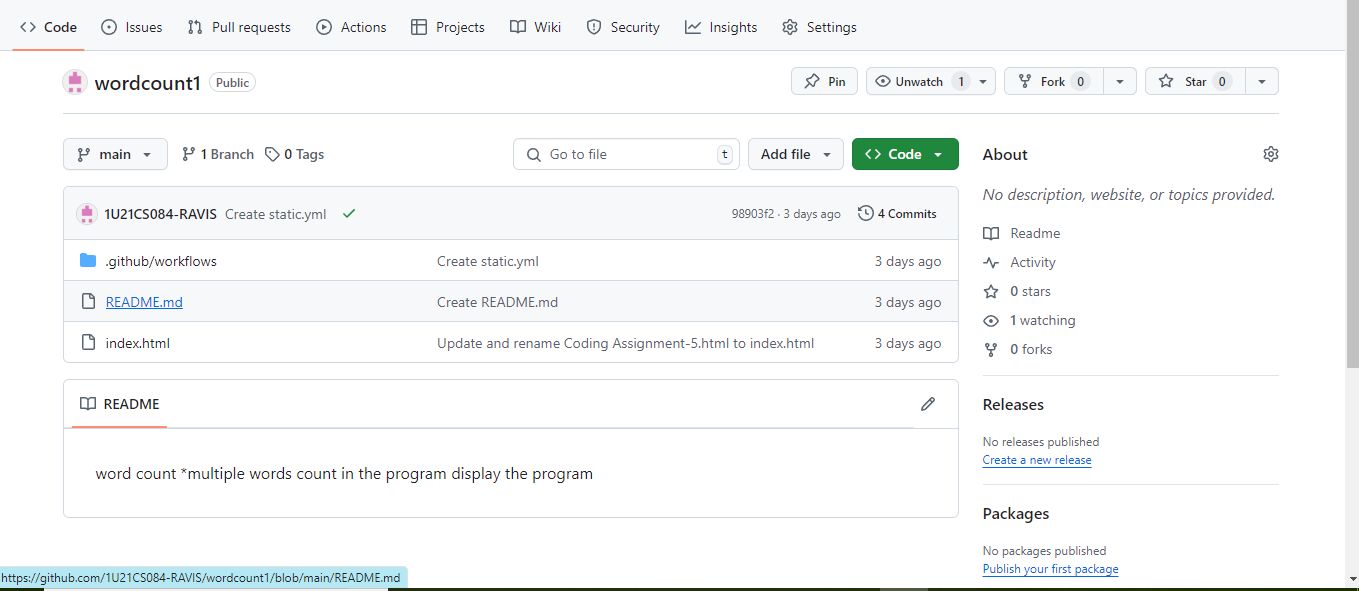 Code Issues Pull requests Actions Projects Wiki Security Insights Settings
wordcount1 Public Pin Unwatch 1 Fork 0 Star 0
main 1 Branch 0 Tags Go to file t Add file Code
1U21CS084-RAVIS Create static.yml 98903f2 · 3 days ago 4 Commits
.github/workflows Create static.yml 3 days ago
README.md Create README.md 3 days ago
index.html Update and rename Coding Assignment-5.html to index.html 3 days ago
README
word count *multiple words count in the program display the program
About
No description, website, or topics provided.
Readme
Activity
0 stars
1 watching
0 forks
Releases
No releases published
Create a new release
Packages
No packages published
Publish your first package
https://github.com/1U21CS084-RAVIS/wordcount1/blob/main/README.md